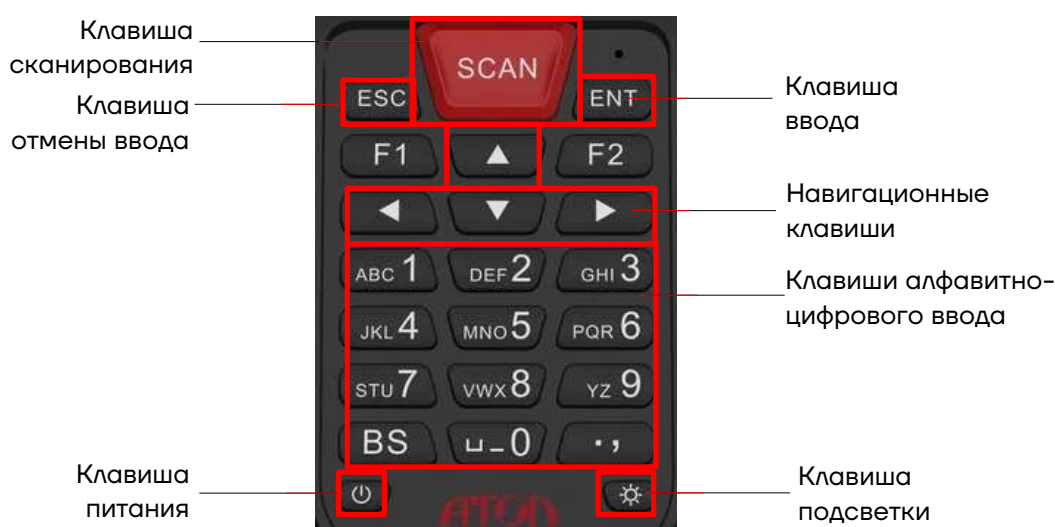 Клавиша
сканирования
Клавиша
отмены ввода
SCAN
ESC
ENT
Клавиша
ввода
F1
F2
Навигационные
клавиши
ABC 1
DEF 2
GHI 3
Клавиши алфавитно-
цифрового ввода
JKL 4
MNO 5
PQR 6
STU 7
VWX 8
YZ 9
BS
␣_0
.,
Клавиша
питания
АТОЛ
Клавиша
подсветки